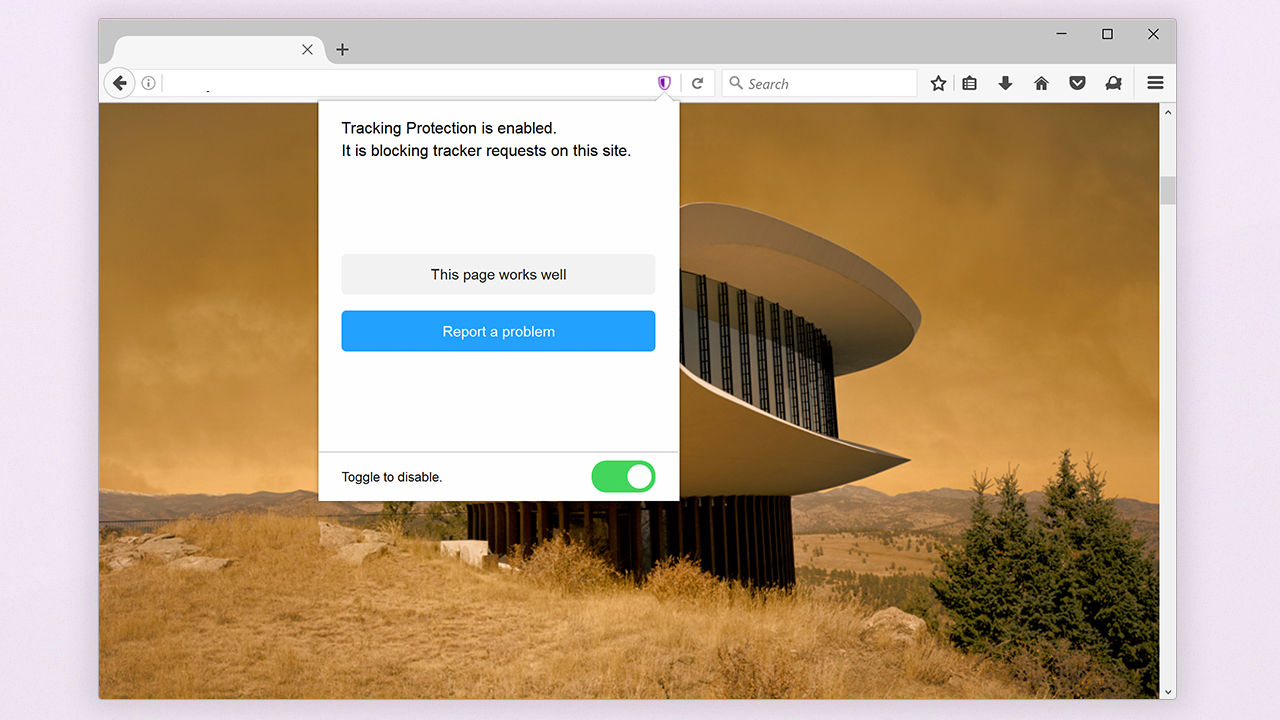 Search
Tracking Protection is enabled.
It is blocking tracker requests on this site.
This page works well
Report a problem
Toggle to disable.